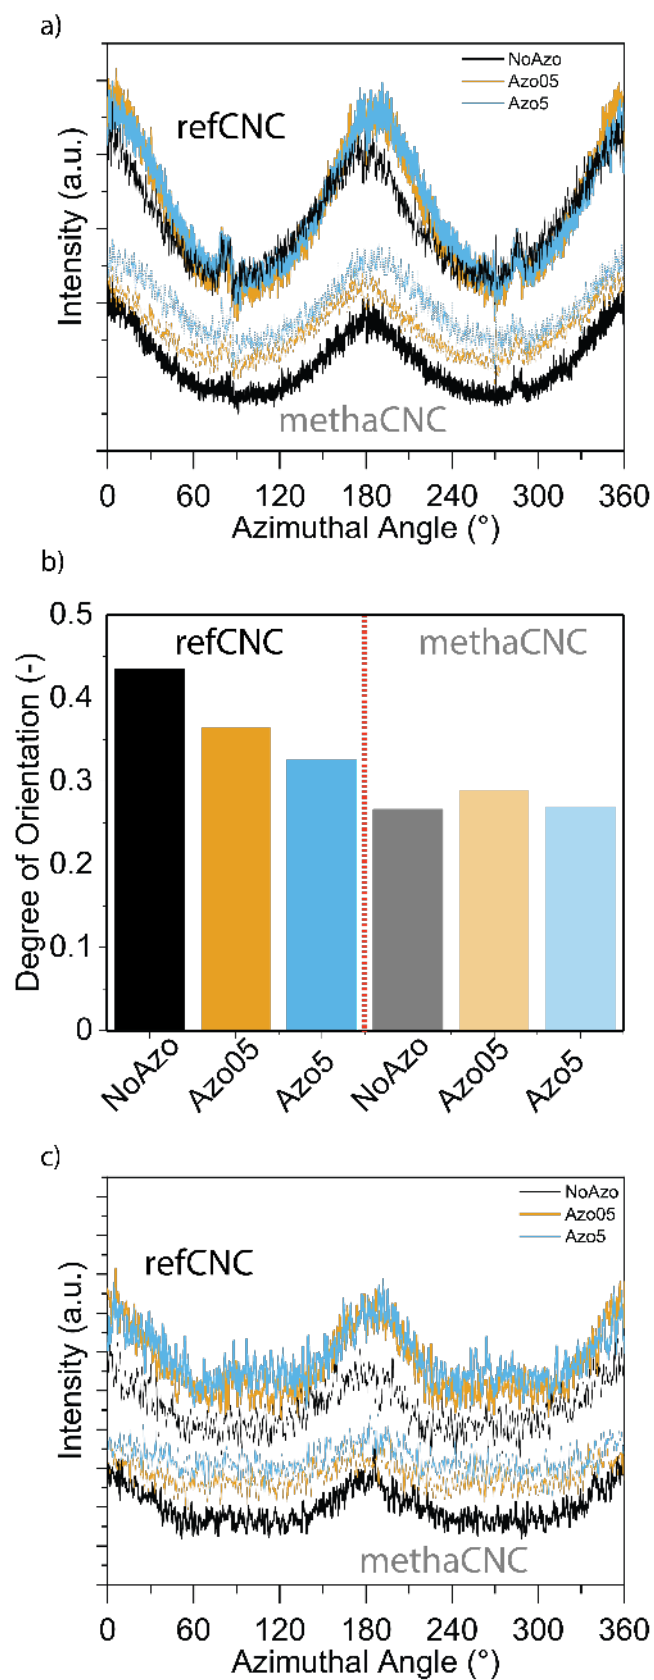 a)
NoAzo
Azo05
Azo5
refCNC
methaCNC
Intensity (a.u.)
0 60 120 180 240 300 360
Azimuthal Angle (°)
b)
0.5
0.4
0.3
0.2
0.1
0
refCNC
methaCNC
Degree of Orientation (-)
NoAzo Azo05 Azo5 NoAzo Azo05 Azo5
c)
NoAzo
Azo05
Azo5
refCNC
methaCNC
Intensity (a.u.)
0 60 120 180 240 300 360
Azimuthal Angle (°)